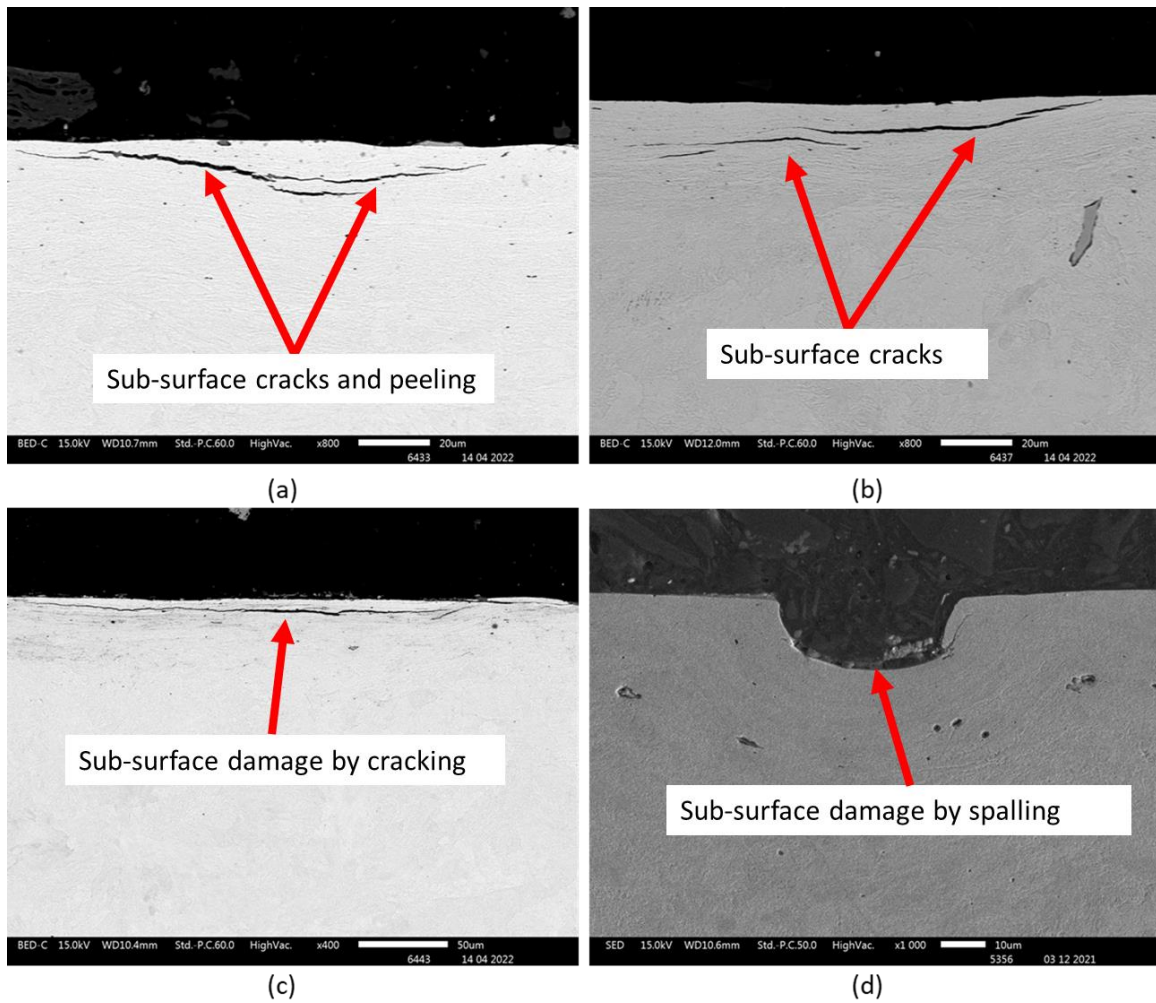 Sub-surface cracks and peeling
BED-C 15.0kV WD10.7mm Std.-P.C.60.0 HighVac. x800 20um
6433 14 04 2022
(a)
Sub-surface cracks
BED-C 15.0kV WD12.0mm Std.-P.C.60.0 HighVac. x800 20um
6437 14 04 2022
(b)
Sub-surface damage by cracking
BED-C 15.0kV WD10.4mm Std.-P.C.60.0 HighVac. x400 50um
6443 14 04 2022
(c)
Sub-surface damage by spalling
SED 15.0kV WD10.6mm Std.-P.C.50.0 HighVac. x1 000 10um
5356 03 12 2021
(d)